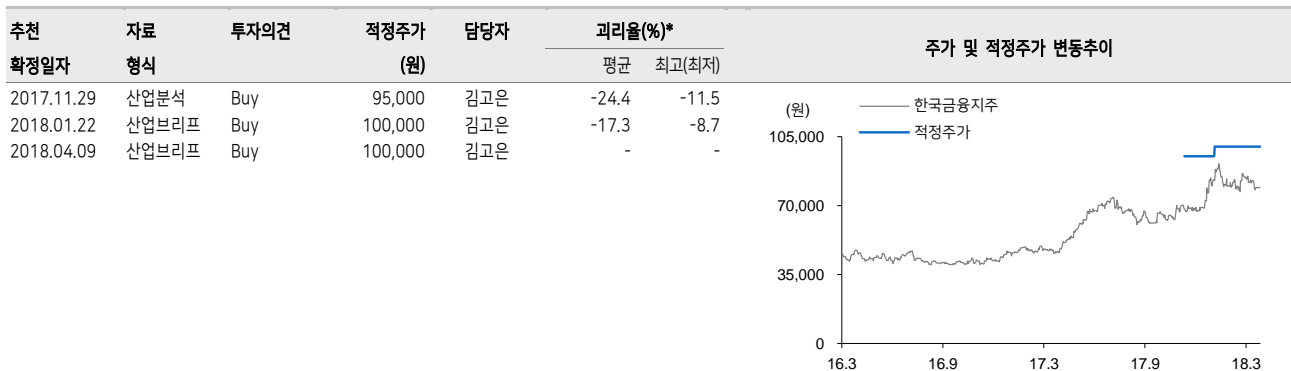 추천 자료 투자의견 적정주가 담당자 괴리율(%)*
확정일자 형식 (원) 평균 최고(최저)
2017.11.29 산업분석 Buy 95,000 김고은 -24.4 -11.5
2018.01.22 산업브리프 Buy 100,000 김고은 -17.3 -8.7
2018.04.09 산업브리프 Buy 100,000 김고은 - -
주가 및 적정주가 변동추이
(원)
한국금융지주
적정주가
105,000
70,000
35,000
0
16.3 16.9 17.3 17.9 18.3